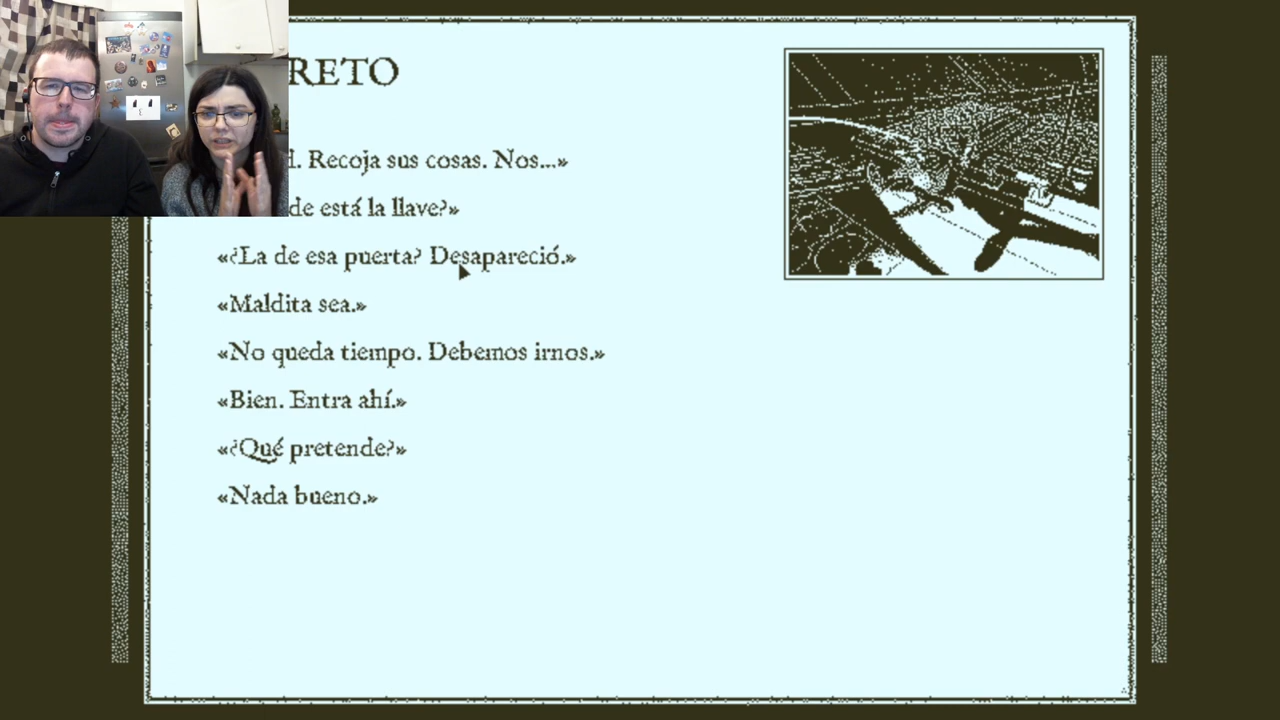 RETO
d. Recoja sus cosas. Nos...»
de está la llave?»
«¿La de esa puerta? Desapareció.»
«Maldita sea.»
«No queda tiempo. Debemos irnos.»
«Bien. Entra ahí.»
«¿Qué pretende?»
«Nada bueno.»